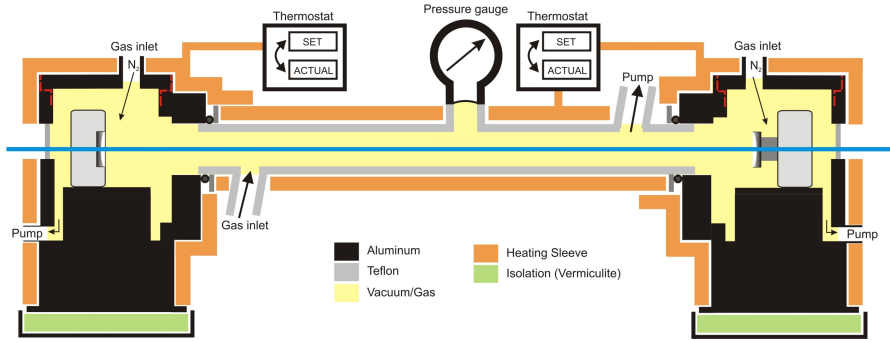 Pressure gauge
Thermostat
SET
ACTUAL
Thermostat
SET
ACTUAL
Gas inlet
N2
Gas inlet
N2
Pump
Gas inlet
Pump
Pump
Aluminum
Teflon
Vacuum/Gas
Heating Sleeve
Isolation (Vermiculite)